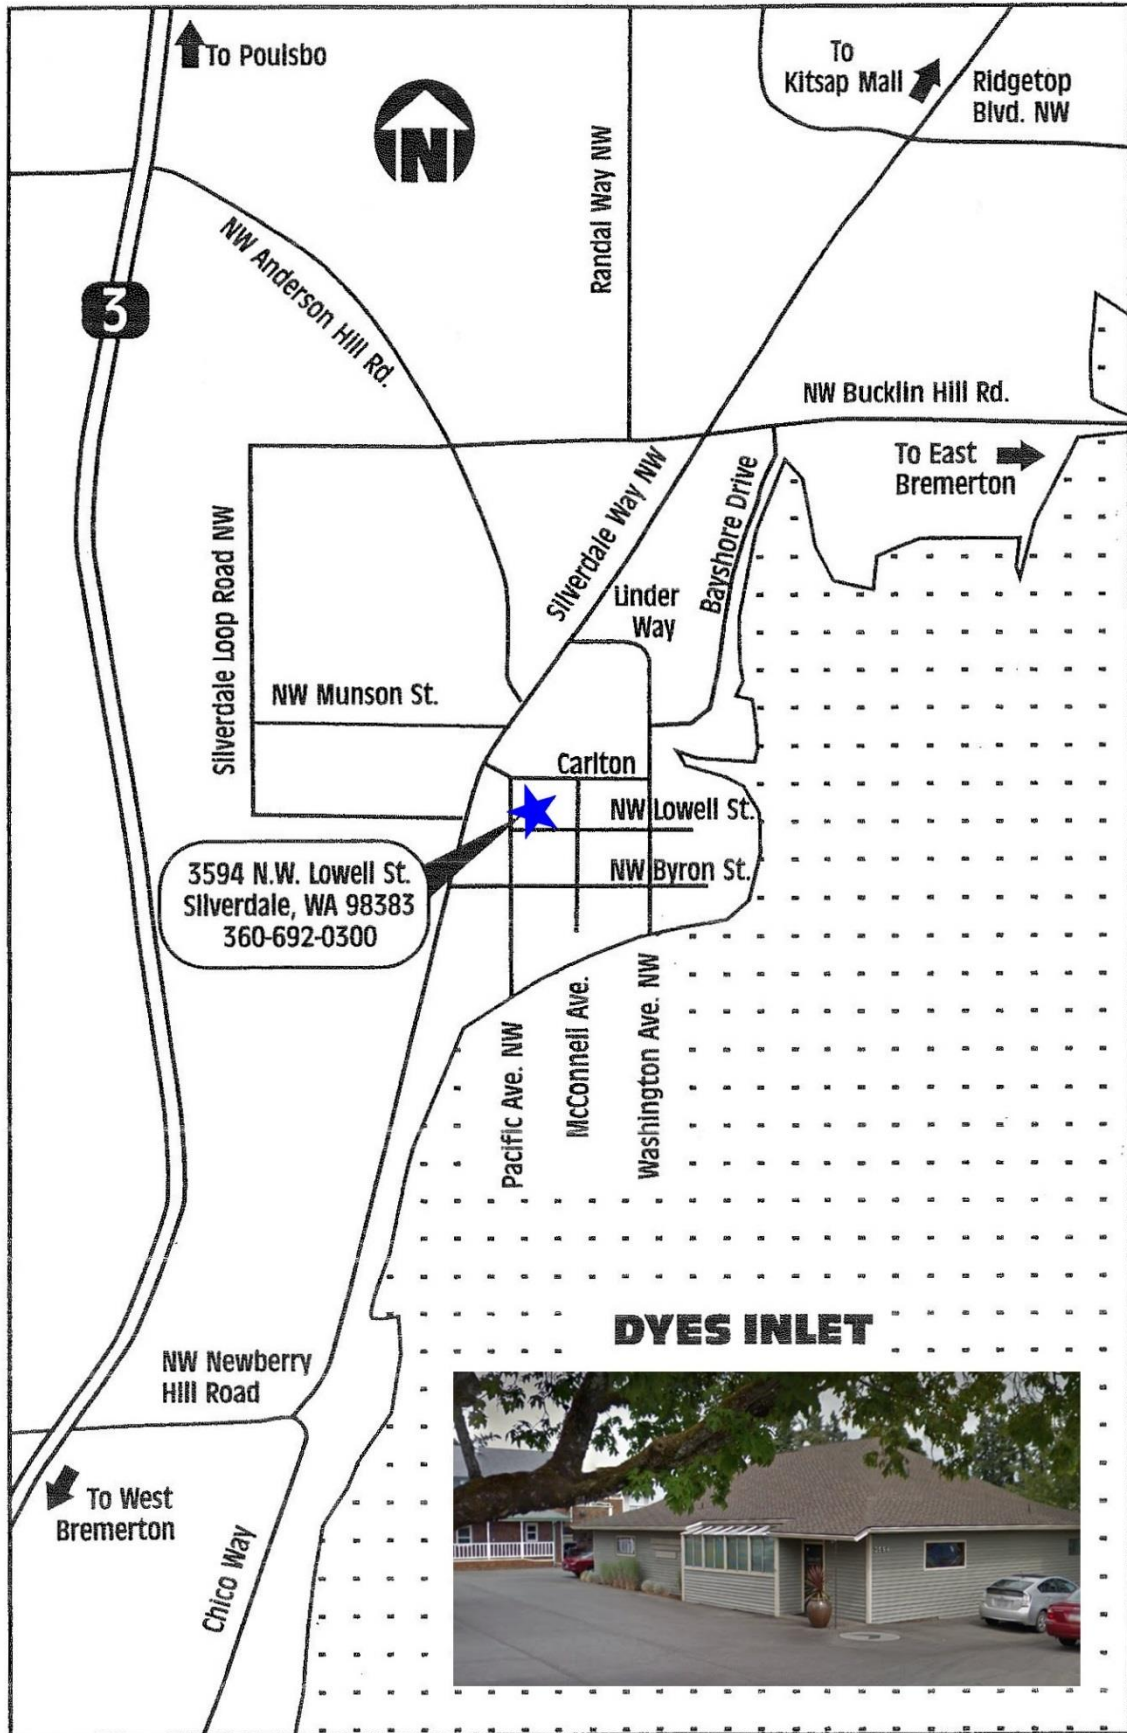 To Poulsbo
To
Kitsap Mall
Ridgetop
Blvd. NW
N
Randal Way NW
NW Anderson Hill Rd.
3
NW Bucklin Hill Rd.
To East
Bremerton
Silverdale Way NW
Bayshore Drive
Silverdale Loop Road NW
Linder
Way
NW Munson St.
Carlton
NW Lowell St.
3594 N.W. Lowell St.
Silverdale, WA 98383
360-692-0300
NW Byron St.
Pacific Ave. NW
McConnell Ave.
Washington Ave. NW
DYES INLET
NW Newberry
Hill Road
To West
Bremerton
Chico Way